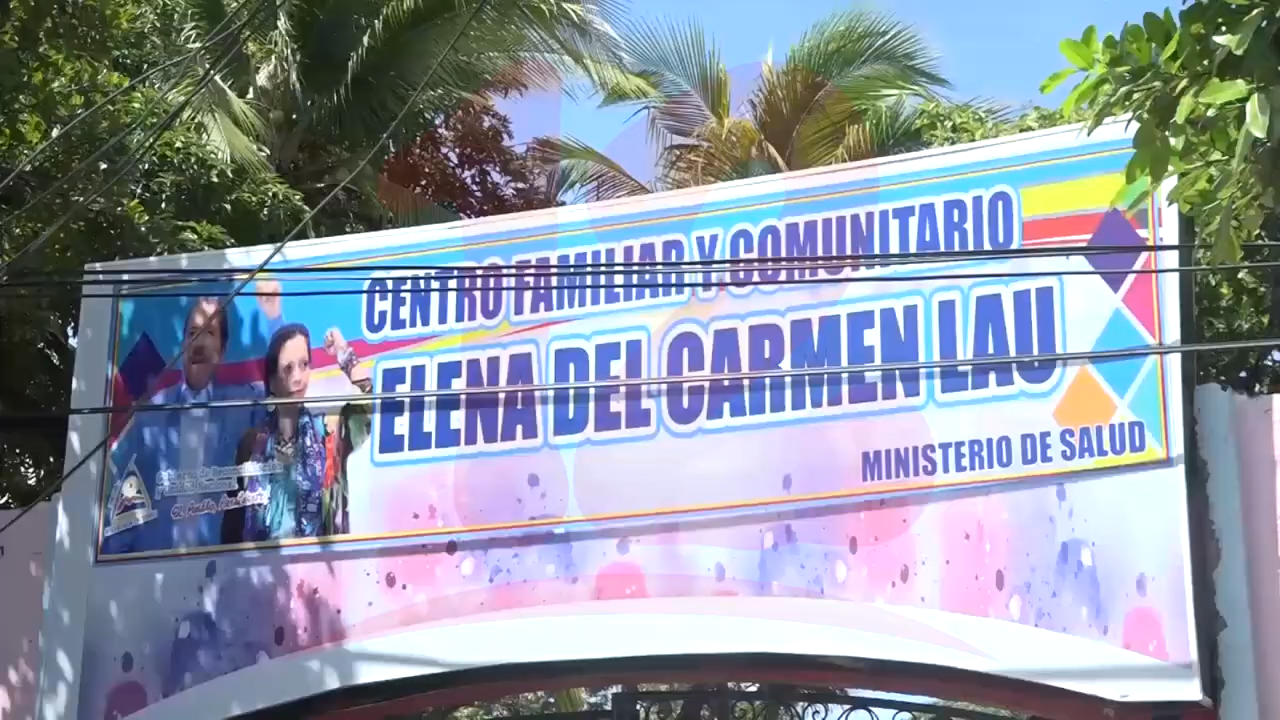 CENTRO FAMILIAR Y COMUNITARIO
ELENA DEL CARMEN LAU
MINISTERIO DE SALUD